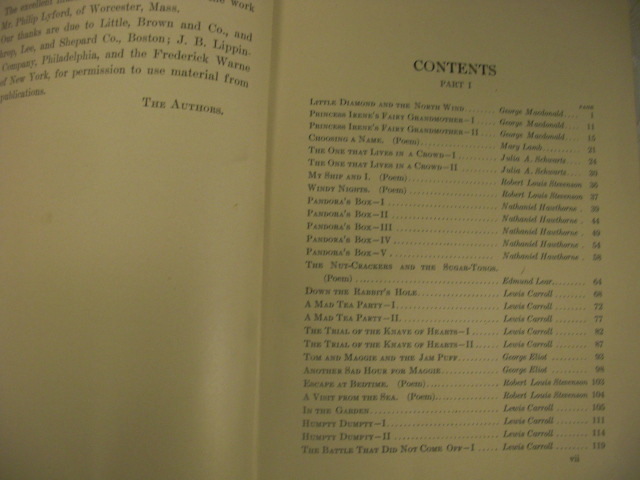 The excellent the work
Mr. Philip Lyford, of Worcester, Mass.
Our thanks are due to Little, Brown and Co., and
Lee, and Shepard Co., Boston; J. B. Lippin-
Company, Philadelphia, and the Frederick Warne
of New York, for permission to use material from
publications.
THE AUTHORS.
CONTENTS
PART I
PAGE
LITTLE DIAMOND AND THE NORTH WIND....... George Macdonald.... 1
PRINCESS IRENE'S FAIRY GRANDMOTHER—I..... George Macdonald.... 11
PRINCESS IRENE'S FAIRY GRANDMOTHER—II.... George Macdonald.... 15
CHOOSING A NAME. (Poem)............ Mary Lamb........ 21
THE ONE THAT LIVES IN A CROWD—I........ Julia A. Schwartz.... 24
THE ONE THAT LIVES IN A CROWD—II....... Julia A. Schwartz.... 30
MY SHIP AND I. (Poem)............. Robert Louis Stevenson 36
WINDY NIGHTS. (Poem)............. Robert Louis Stevenson 37
PANDORA'S BOX—I............... Nathaniel Hawthorne . 39
PANDORA'S BOX—II.............. Nathaniel Hawthorne . 44
PANDORA'S BOX—III............. Nathaniel Hawthorne . 49
PANDORA'S BOX—IV.............. Nathaniel Hawthorne . 54
PANDORA'S BOX—V............... Nathaniel Hawthorne . 58
THE NUT-CRACKERS AND THE SUGAR-TONGS.
(Poem)...................... Edmund Lear........ 64
DOWN THE RABBIT'S HOLE............. Lewis Carroll........ 68
A MAD TEA PARTY—I................ Lewis Carroll........ 72
A MAD TEA PARTY—II............... Lewis Carroll........ 77
THE TRIAL OF THE KNAVE OF HEARTS—I...... Lewis Carroll........ 82
THE TRIAL OF THE KNAVE OF HEARTS—II..... Lewis Carroll........ 87
TOM AND MAGGIE AND THE JAM PUFF........ George Eliot........ 93
ANOTHER SAD HOUR FOR MAGGIE.......... George Eliot........ 98
ESCAPE AT BEDTIME. (Poem)............ Robert Louis Stevenson 103
A VISIT FROM THE SEA. (Poem).......... Robert Louis Stevenson 104
IN THE GARDEN................... Lewis Carroll........ 105
HUMPTY DUMPTY—I................. Lewis Carroll........ 111
HUMPTY DUMPTY—II................ Lewis Carroll........ 114
THE BATTLE THAT DID NOT COME OFF—I..... Lewis Carroll........ 119
vii